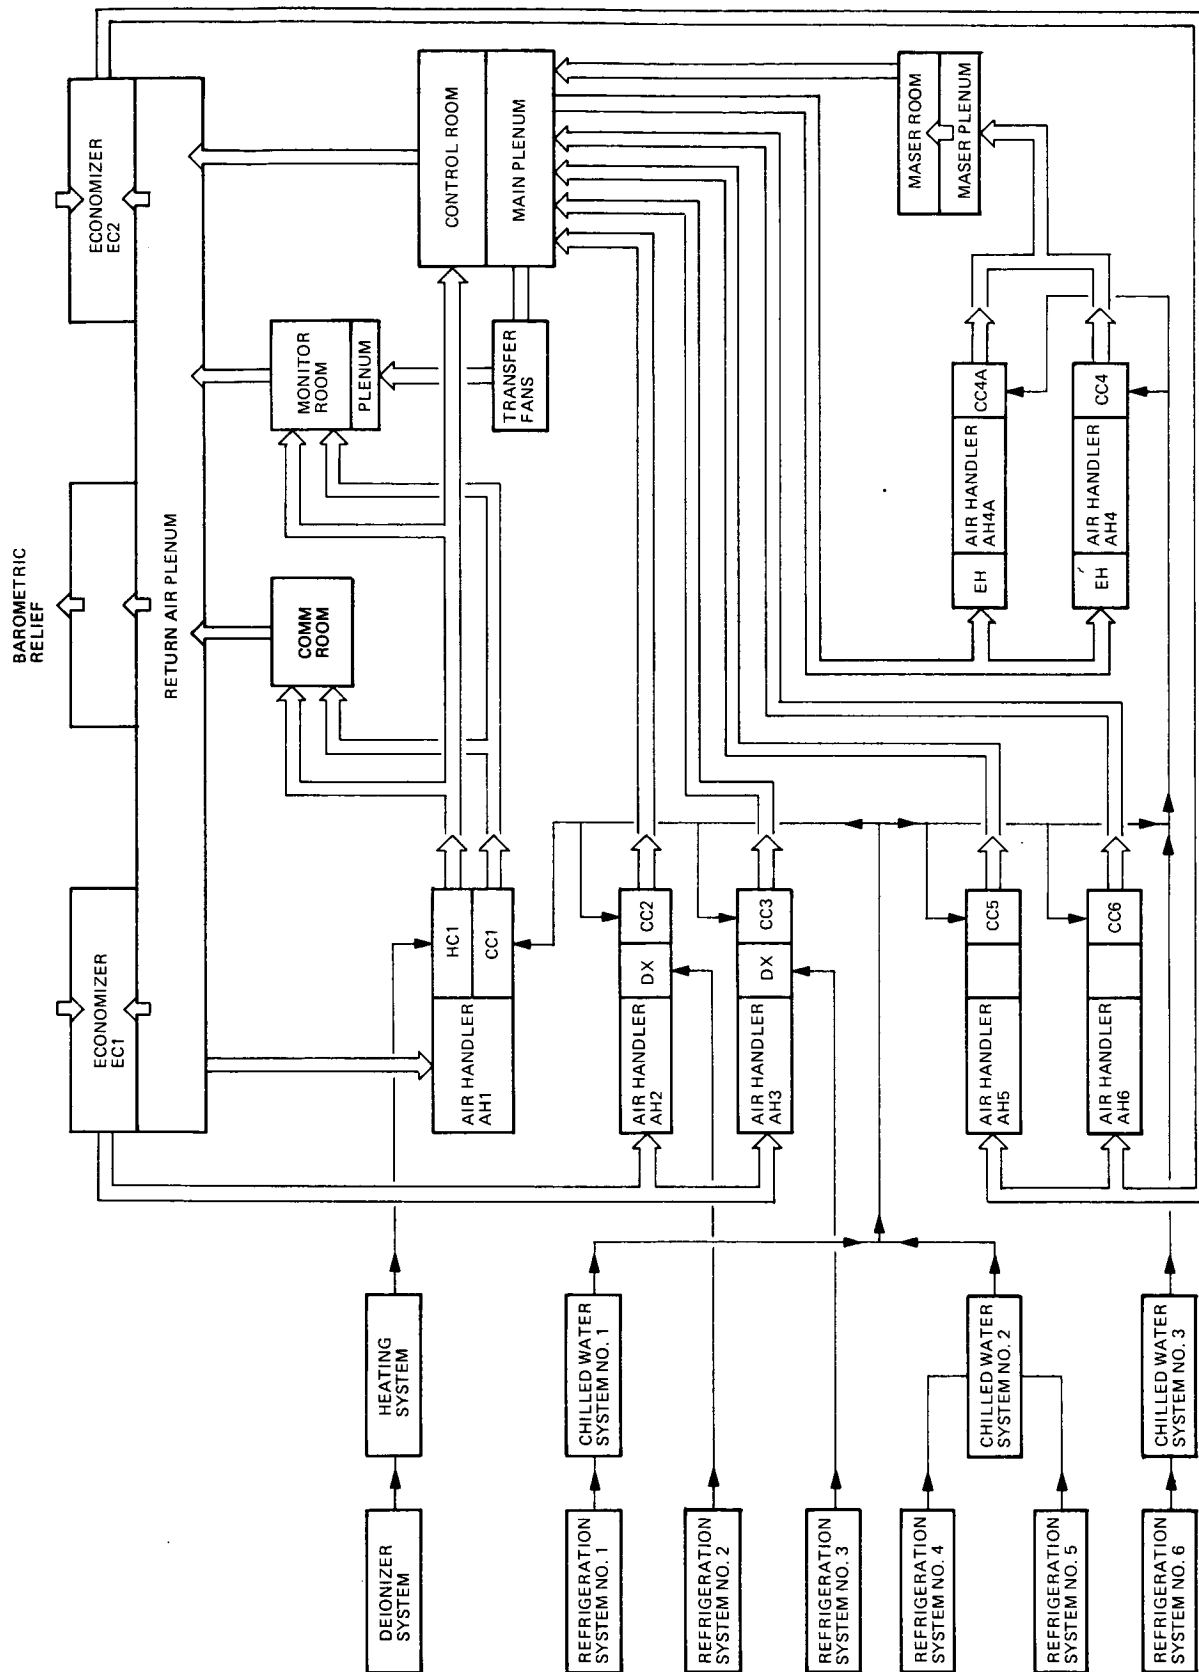 BAROMETRIC
RELIEF
ECONOMIZER
EC1
ECONOMIZER
EC2
RETURN AIR PLENUM
COMM
ROOM
MONITOR
ROOM
PLENUM
CONTROL ROOM
MAIN PLENUM
TRANSFER
FANS
MASER ROOM
MASER PLENUM
HC1
CC1
AIR HANDLER
AH1
CC2
DX
AIR HANDLER
AH2
CC3
DX
AIR HANDLER
AH3
CC5
AIR HANDLER
AH5
CC6
AIR HANDLER
AH6
EH
AIR HANDLER
AH4A
CC4A
EH
AIR HANDLER
AH4
CC4
DEIONIZER
SYSTEM
HEATING
SYSTEM
REFRIGERATION
SYSTEM NO. 1
CHILLED WATER
SYSTEM NO. 1
REFRIGERATION
SYSTEM NO. 2
REFRIGERATION
SYSTEM NO. 3
REFRIGERATION
SYSTEM NO. 4
CHILLED WATER
SYSTEM NO. 2
REFRIGERATION
SYSTEM NO. 5
REFRIGERATION
SYSTEM NO. 6
CHILLED WATER
SYSTEM NO. 3